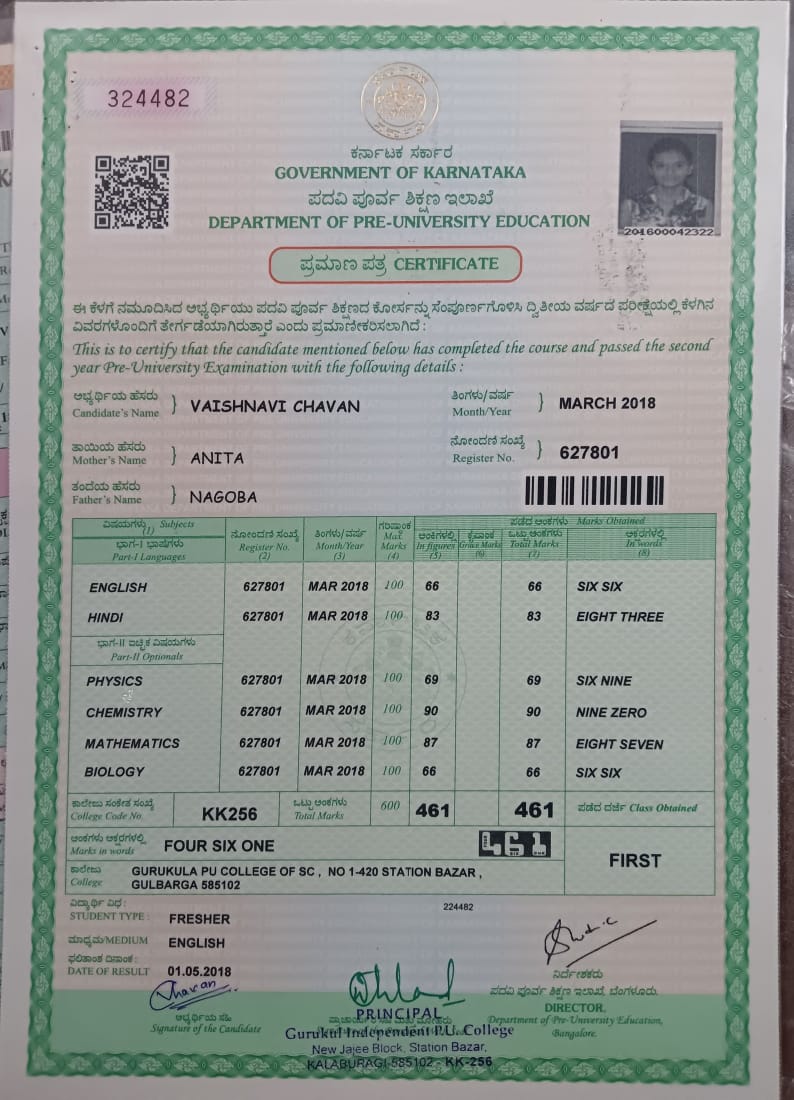 324482
ಕರ್ನಾಟಕ ಸರ್ಕಾರ
GOVERNMENT OF KARNATAKA
ಪದವಿ ಪೂರ್ವ ಶಿಕ್ಷಣ ಇಲಾಖೆ
DEPARTMENT OF PRE-UNIVERSITY EDUCATION
201600042322
ಪ್ರಮಾಣ ಪತ್ರ CERTIFICATE
ಈ ಕೆಳಗೆ ನಮೂದಿಸಿದ ಅಭ್ಯರ್ಥಿಯು ಪದವಿ ಪೂರ್ವ ಶಿಕ್ಷಣದ ಕೋರ್ಸನ್ನು ಸಂಪೂರ್ಣಗೊಳಿಸಿ ದ್ವಿತೀಯ ವರ್ಷದ ಪರೀಕ್ಷೆಯಲ್ಲಿ ಕೆಳಗಿನ
ವಿವರಗಳೊಂದಿಗೆ ತೇರ್ಗಡೆಯಾಗಿರುತ್ತಾರೆ ಎಂದು ಪ್ರಮಾಣೀಕರಿಸಲಾಗಿದೆ :
This is to certify that the candidate mentioned below has completed the course and passed the second
year Pre-University Examination with the following details :
ಅಭ್ಯರ್ಥಿಯ ಹೆಸರು ತಿಂಗಳು/ವರ್ಷ
Candidate's Name } VAISHNAVI CHAVAN Month/Year } MARCH 2018
ತಾಯಿಯ ಹೆಸರು ನೋಂದಣಿ ಸಂಖ್ಯೆ
Mother's Name } ANITA Register No. } 627801
ತಂದೆಯ ಹೆಸರು
Father's Name } NAGOBA
ವಿಷಯಗಳು Subjects (1) ನೋಂದಣಿ ಸಂಖ್ಯೆ ತಿಂಗಳು/ವರ್ಷ ಗರಿಷ್ಠಾಂಕ ಪಡೆದ ಅಂಕಗಳು Marks Obtained
ಭಾಗ-I ಭಾಷೆಗಳು Register No. Month/Year Max. Marks ಅಂಕಿಗಳಲ್ಲಿ ಕೃಪಾಂಕ ಒಟ್ಟು ಅಂಕಗಳು ಅಕ್ಷರಗಳಲ್ಲಿ
Part-I Languages (2) (3) (4) In figures (5) Grace Marks (6) Total Marks (7) In words (8)
ENGLISH 627801 MAR 2018 100 66 66 SIX SIX
HINDI 627801 MAR 2018 100 83 83 EIGHT THREE
ಭಾಗ-II ಐಚ್ಛಿಕ ವಿಷಯಗಳು
Part-II Optionals
PHYSICS 627801 MAR 2018 100 69 69 SIX NINE
CHEMISTRY 627801 MAR 2018 100 90 90 NINE ZERO
MATHEMATICS 627801 MAR 2018 100 87 87 EIGHT SEVEN
BIOLOGY 627801 MAR 2018 100 66 66 SIX SIX
ಕಾಲೇಜು ಸಂಕೇತ ಸಂಖ್ಯೆ ಒಟ್ಟು ಅಂಕಗಳು
College Code No. KK256 Total Marks 600 461 461 ಪಡೆದ ದರ್ಜೆ Class Obtained
ಅಂಕಗಳು ಅಕ್ಷರಗಳಲ್ಲಿ
Marks in words FOUR SIX ONE 461 FIRST
ಕಾಲೇಜು
College GURUKULA PU COLLEGE OF SC , NO 1-420 STATION BAZAR ,
GULBARGA 585102
ವಿದ್ಯಾರ್ಥಿ ವಿಧ : 224482
STUDENT TYPE : FRESHER
ಮಾಧ್ಯಮ/MEDIUM ENGLISH
ಫಲಿತಾಂಶ ದಿನಾಂಕ :
DATE OF RESULT 01.05.2018
Chavan
ಅಭ್ಯರ್ಥಿಯ ಸಹಿ
Signature of the Candidate
PRINCIPAL
Gurukul Independent P.U. College
New Jajee Block, Station Bazar,
KALABURAGI-585102 - KK-256
ನಿರ್ದೇಶಕರು
ಪದವಿ ಪೂರ್ವ ಶಿಕ್ಷಣ ಇಲಾಖೆ, ಬೆಂಗಳೂರು.
DIRECTOR,
Department of Pre-University Education,
Bangalore.